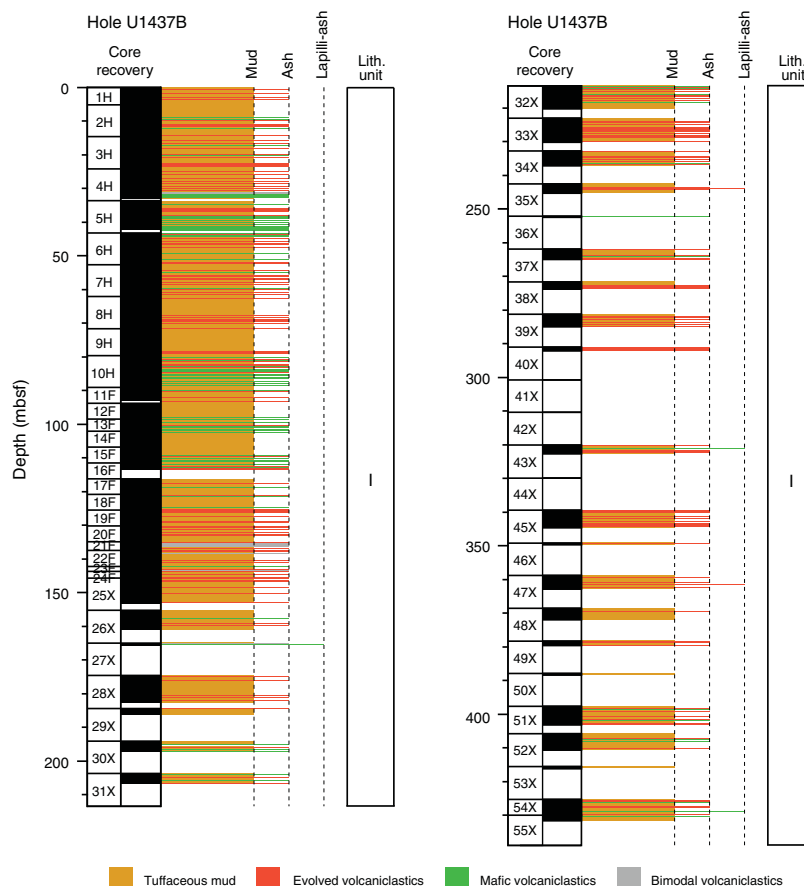 Hole U1437B
Core recovery
Mud
Ash
Lapilli-ash
Lith. unit
Depth (mbsf)
0
50
100
150
200
1H
2H
3H
4H
5H
6H
7H
8H
9H
10H
11F
12F
13F
14F
15F
16F
17F
18F
19F
20F
21F
22F
23F
24F
25X
26X
27X
28X
29X
30X
31X
I
Hole U1437B
Core recovery
Mud
Ash
Lapilli-ash
Lith. unit
250
300
350
400
32X
33X
34X
35X
36X
37X
38X
39X
40X
41X
42X
43X
44X
45X
46X
47X
48X
49X
50X
51X
52X
53X
54X
55X
I
Tuffaceous mud
Evolved volcaniclastics
Mafic volcaniclastics
Bimodal volcaniclastics